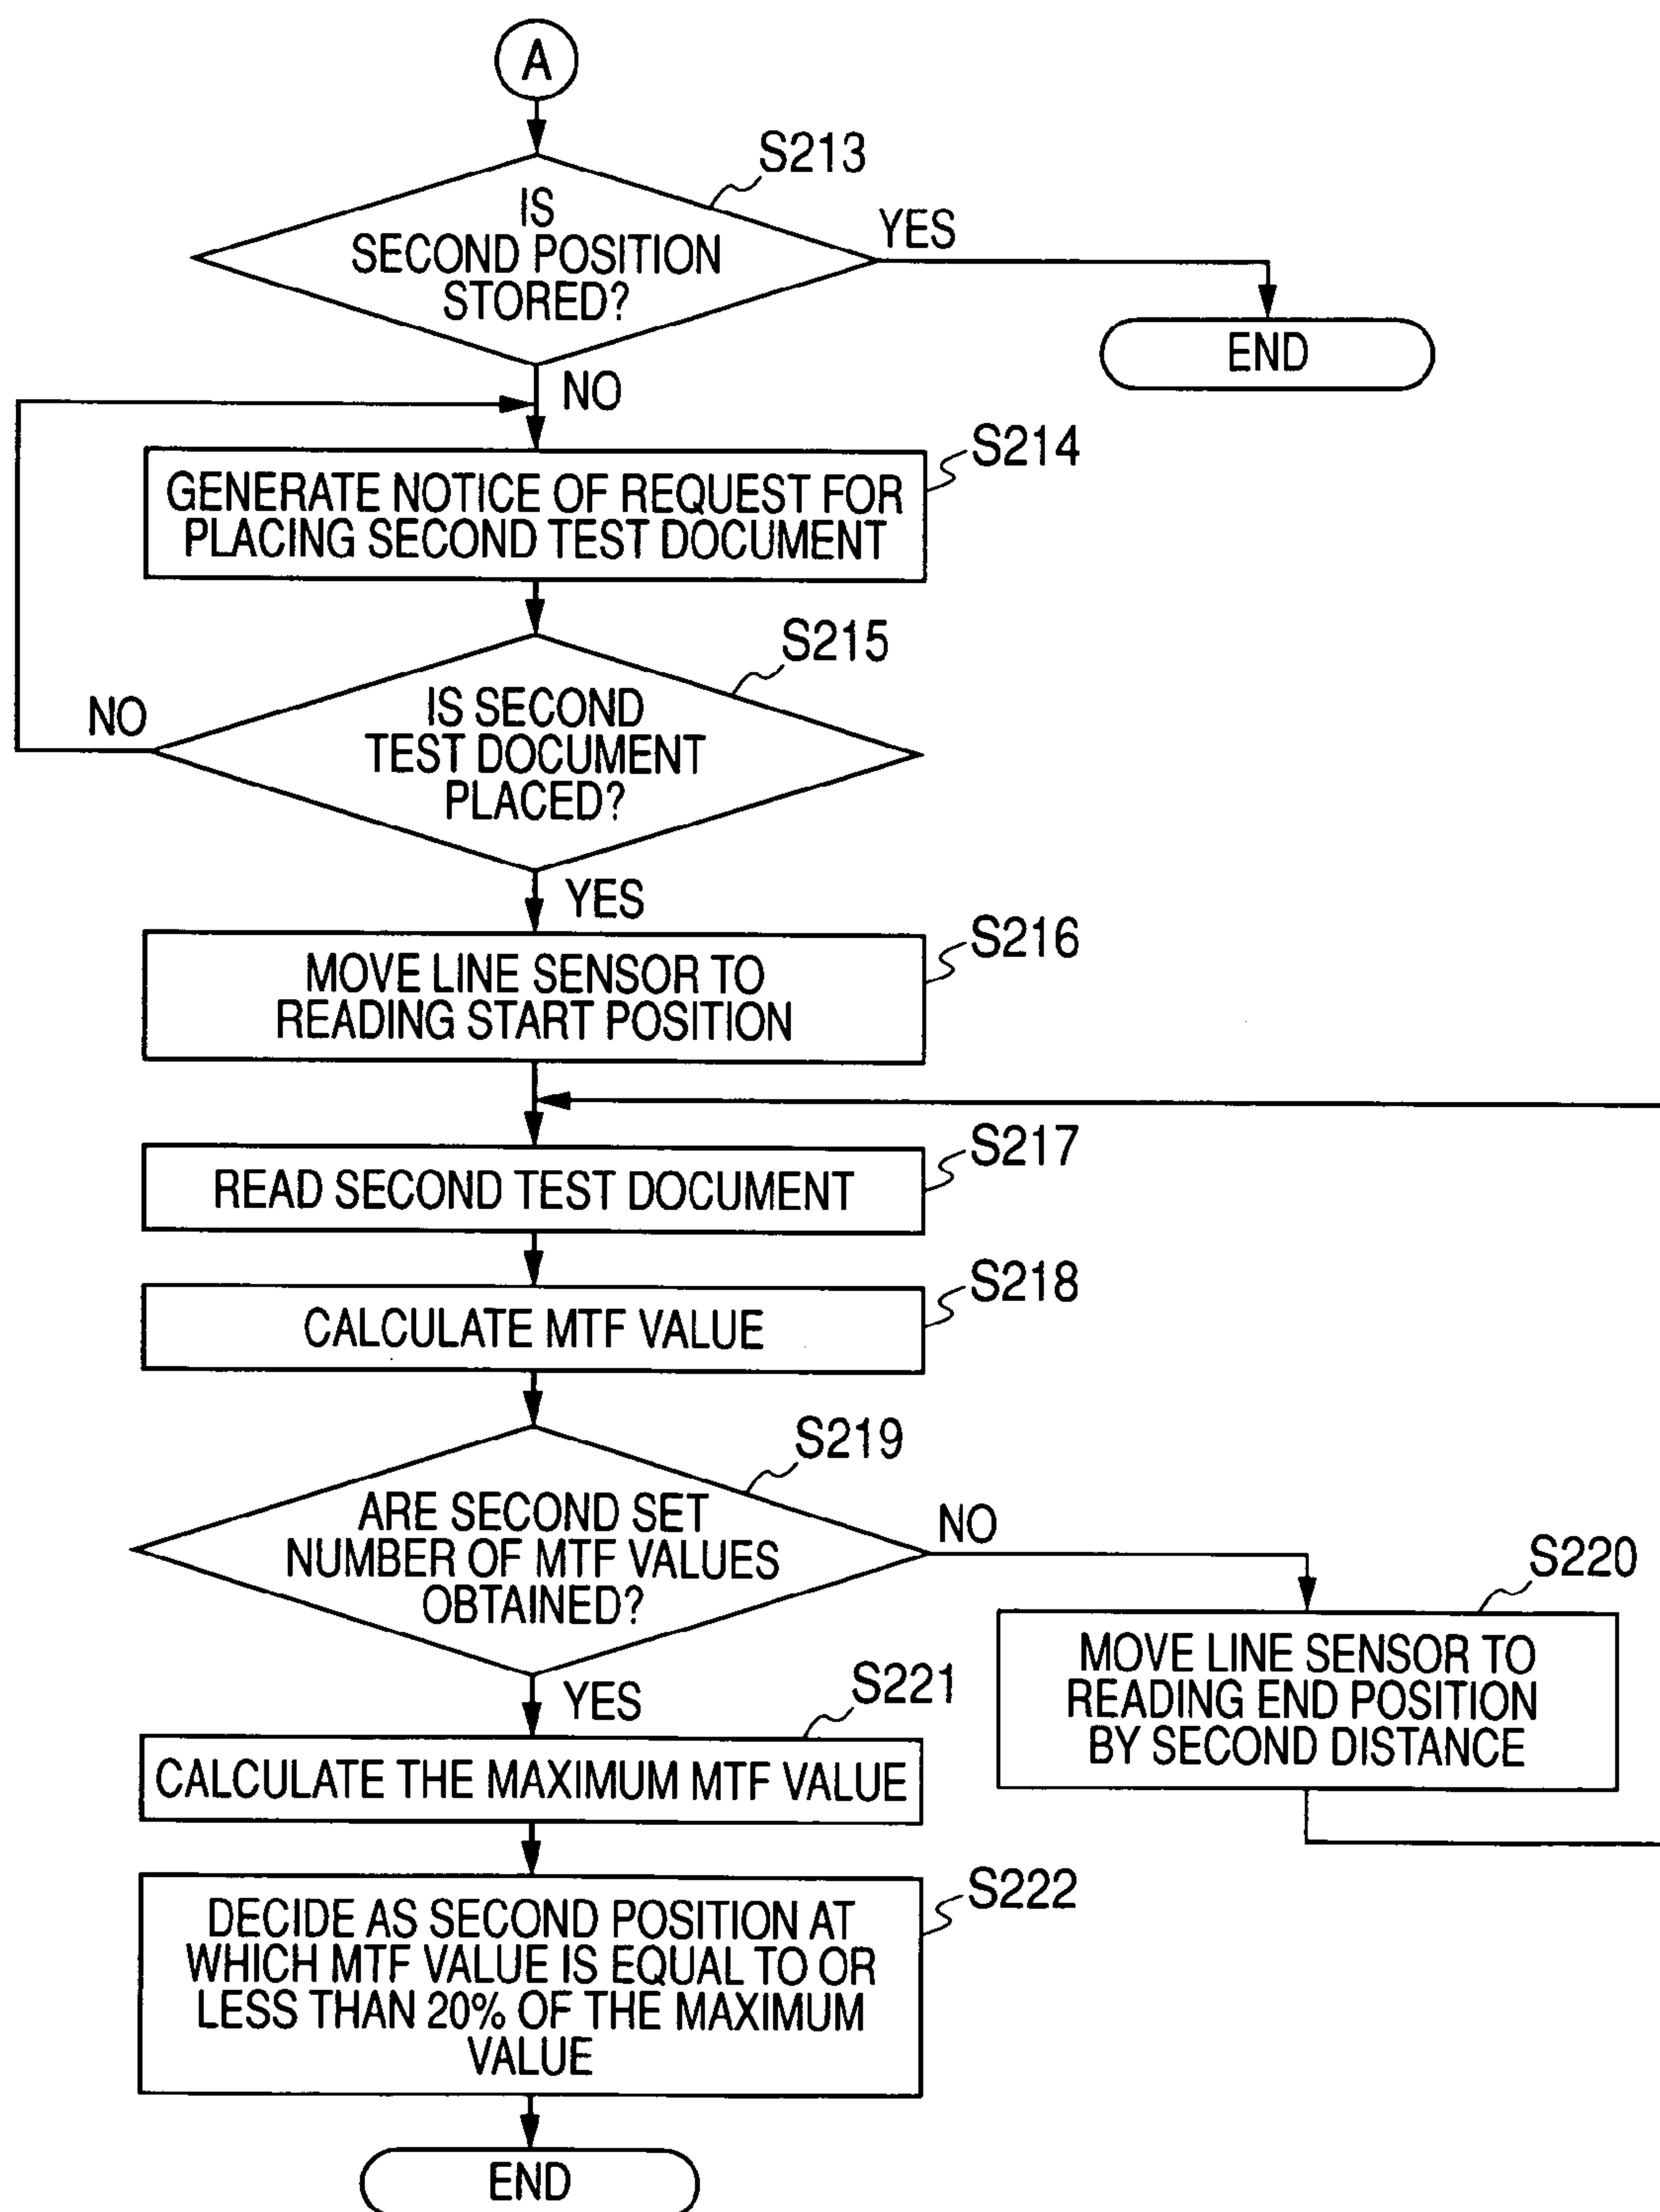 A
S213
IS
SECOND POSITION
STORED?
YES
END
NO
S214
GENERATE NOTICE OF REQUEST FOR
PLACING SECOND TEST DOCUMENT
S215
IS SECOND
TEST DOCUMENT
PLACED?
NO
YES
S216
MOVE LINE SENSOR TO
READING START POSITION
S217
READ SECOND TEST DOCUMENT
S218
CALCULATE MTF VALUE
S219
ARE SECOND SET
NUMBER OF MTF VALUES
OBTAINED?
NO
S220
MOVE LINE SENSOR TO
READING END POSITION
BY SECOND DISTANCE
YES
S221
CALCULATE THE MAXIMUM MTF VALUE
S222
DECIDE AS SECOND POSITION AT
WHICH MTF VALUE IS EQUAL TO OR
LESS THAN 20% OF THE MAXIMUM
VALUE
END